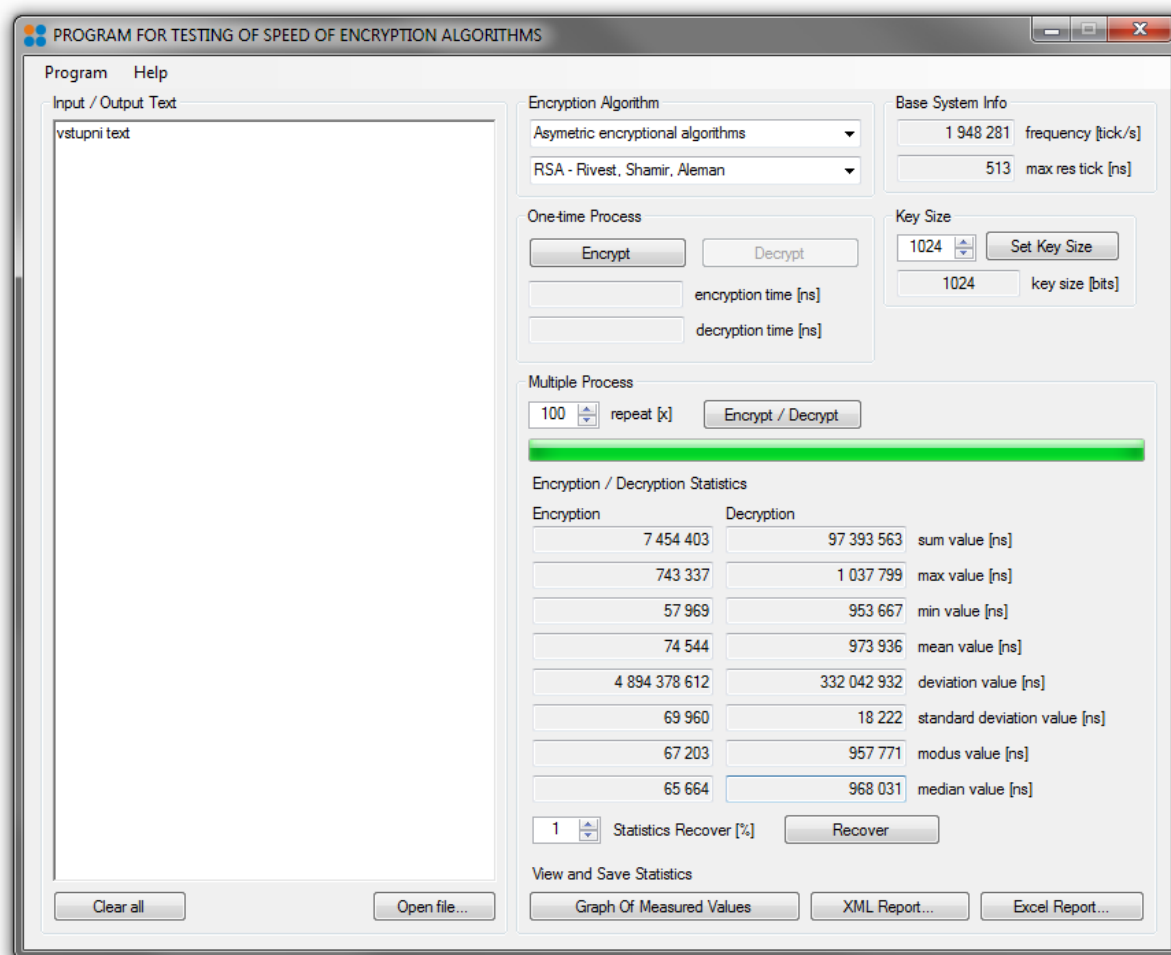 PROGRAM FOR TESTING OF SPEED OF ENCRYPTION ALGORITHMS
Program Help
Input / Output Text
vstupni text
Clear all Open file...
Encryption Algorithm
Asymetric encryptional algorithms
RSA - Rivest, Shamir, Aleman
Base System Info
1 948 281 frequency [tick/s]
513 max res tick [ns]
One-time Process
Encrypt Decrypt
encryption time [ns]
decryption time [ns]
Key Size
1024 Set Key Size
1024 key size [bits]
Multiple Process
100 repeat [x] Encrypt / Decrypt
Encryption / Decryption Statistics
Encryption Decryption
7 454 403 97 393 563 sum value [ns]
743 337 1 037 799 max value [ns]
57 969 953 667 min value [ns]
74 544 973 936 mean value [ns]
4 894 378 612 332 042 932 deviation value [ns]
69 960 18 222 standard deviation value [ns]
67 203 957 771 modus value [ns]
65 664 968 031 median value [ns]
1 Statistics Recover [%] Recover
View and Save Statistics
Graph Of Measured Values XML Report... Excel Report...